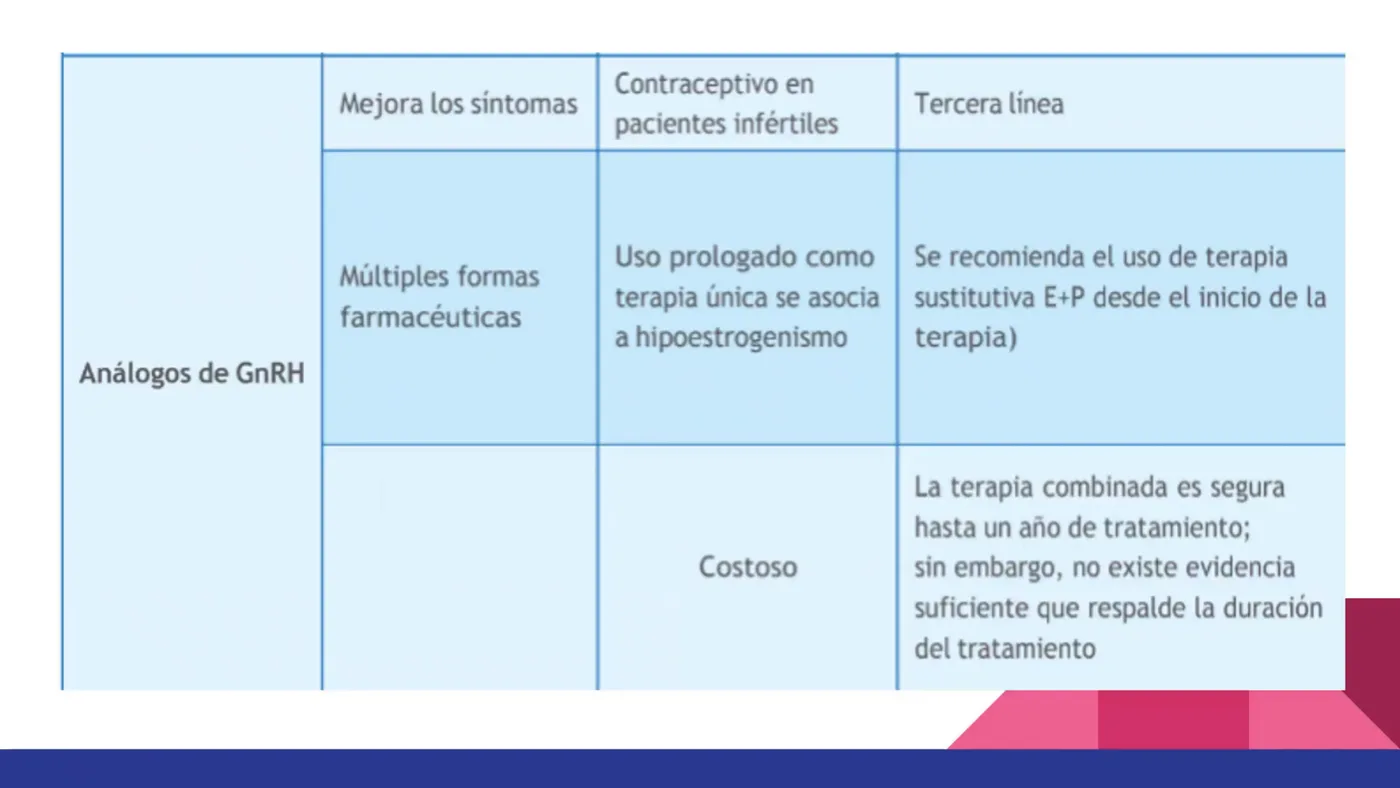 Análogos de GnRH
Mejora los síntomas
Contraceptivo en
pacientes infértiles
Tercera línea
Múltiples formas
farmacéuticas
Uso prologado como
terapia única se asocia
a hipoestrogenismo
Se recomienda el uso de terapia
sustitutiva E+P desde el inicio de la
terapia)
Costoso
La terapia combinada es segura
hasta un año de tratamiento;
sin embargo, no existe evidencia
suficiente que respalde la duración
del tratamiento